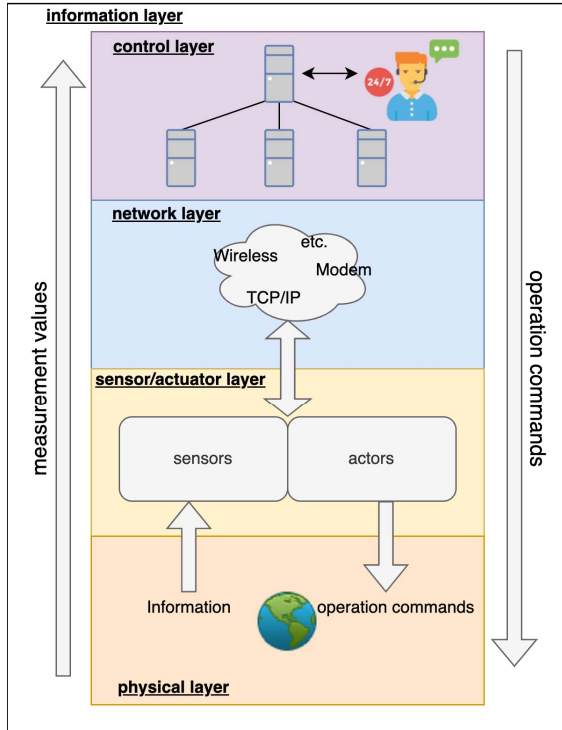 information layer
control layer
24/7
network layer
etc.
Wireless
Modem
TCP/IP
sensor/actuator layer
measurement values
operation commands
sensors
actors
Information
operation commands
physical layer